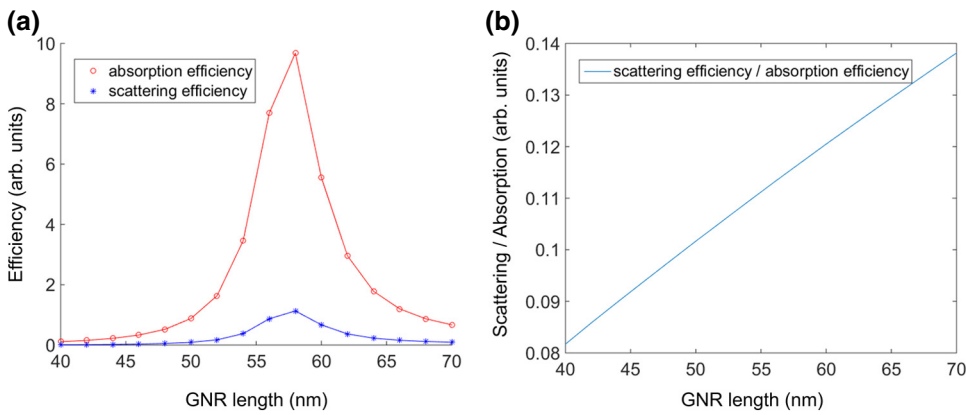 (a)
10
8
6
4
2
0
Efficiency (arb. units)
absorption efficiency
scattering efficiency
40 45 50 55 60 65 70
GNR length (nm)
(b)
0.14
0.13
0.12
0.11
0.1
0.09
0.08
Scattering / Absorption (arb. units)
scattering efficiency / absorption efficiency
40 45 50 55 60 65 70
GNR length (nm)